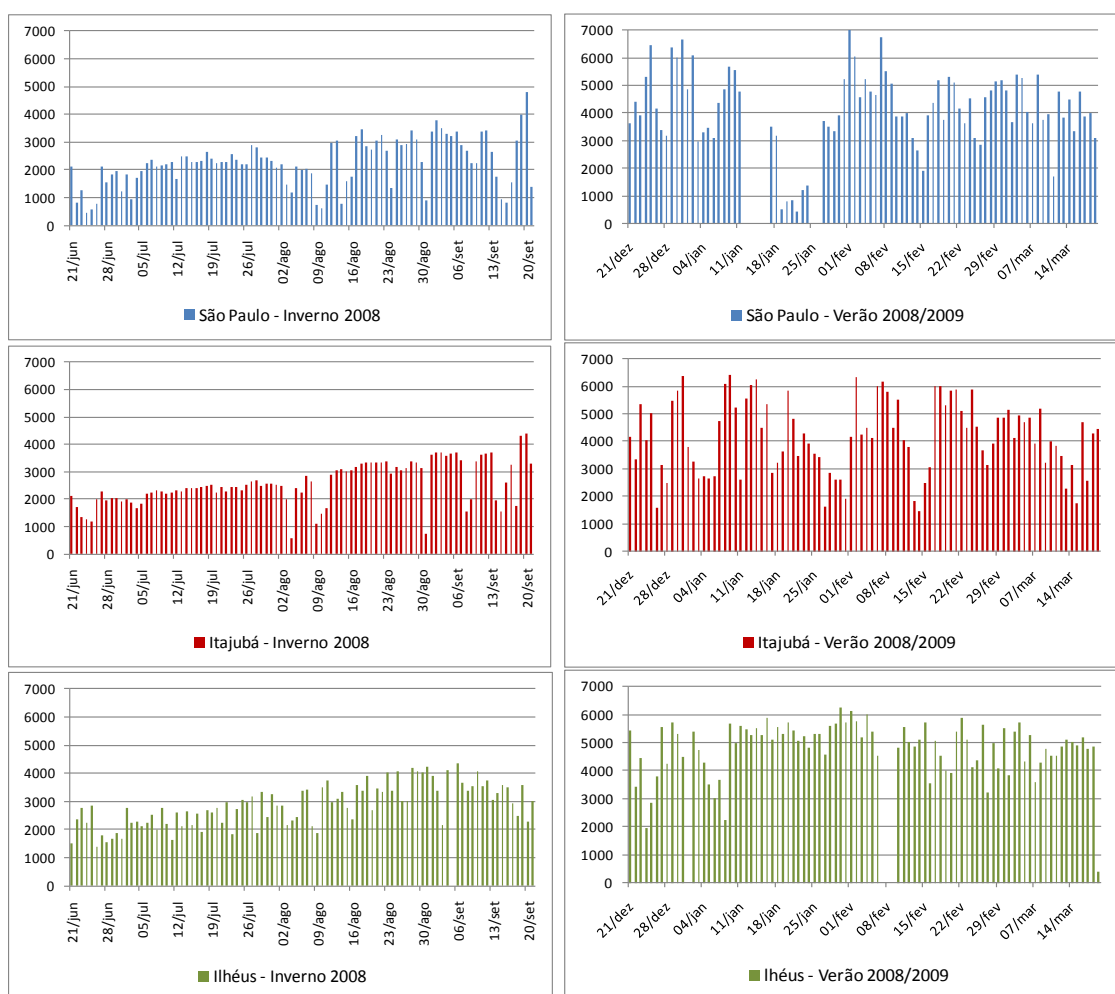 7000
6000
5000
4000
3000
2000
1000
0
21/jun
28/jun
05/jul
12/jul
19/jul
26/jul
02/ago
09/ago
16/ago
23/ago
30/ago
06/set
13/set
20/set
São Paulo - Inverno 2008
7000
6000
5000
4000
3000
2000
1000
0
21/dez
28/dez
04/jan
11/jan
18/jan
25/jan
01/fev
08/fev
15/fev
22/fev
29/fev
07/mar
14/mar
São Paulo - Verão 2008/2009
7000
6000
5000
4000
3000
2000
1000
0
21/jun
28/jun
05/jul
12/jul
19/jul
26/jul
02/ago
09/ago
16/ago
23/ago
30/ago
06/set
13/set
20/set
Itajubá - Inverno 2008
7000
6000
5000
4000
3000
2000
1000
0
21/dez
28/dez
04/jan
11/jan
18/jan
25/jan
01/fev
08/fev
15/fev
22/fev
29/fev
07/mar
14/mar
Itajubá - Verão 2008/2009
7000
6000
5000
4000
3000
2000
1000
0
21/jun
28/jun
05/jul
12/jul
19/jul
26/jul
02/ago
09/ago
16/ago
23/ago
30/ago
06/set
13/set
20/set
Ilhéus - Inverno 2008
7000
6000
5000
4000
3000
2000
1000
0
21/dez
28/dez
04/jan
11/jan
18/jan
25/jan
01/fev
08/fev
15/fev
22/fev
29/fev
07/mar
14/mar
lhéus - Verão 2008/2009